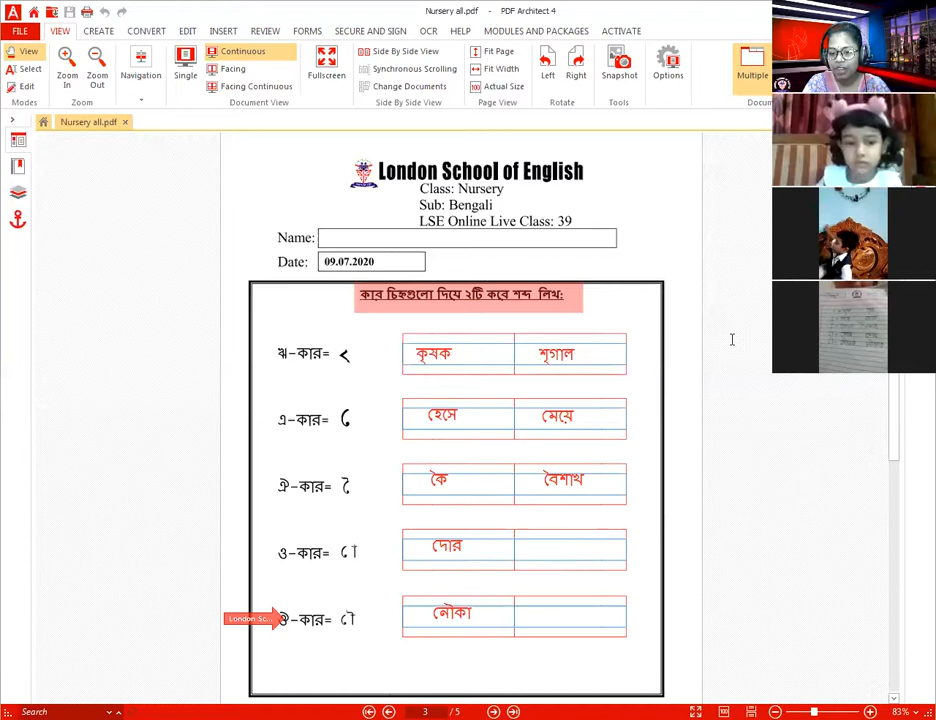 Nursery all.pdf - PDF Architect 4
FILE VIEW CREATE CONVERT EDIT INSERT REVIEW FORMS SECURE AND SIGN OCR HELP MODULES AND PORTAL ACTIVATE
View Continuous Side By Side View Fit Page
Select Facing Synchronous Scrolling Fit Width
Edit Facing Continuous Change Documents Actual Size
Zoom In Zoom Out Navigation Single Fullscreen Left Right Snapshot Options Multiple
Modes Zoom Document View Side By Side View Page View Rotate Tools
Nursery all.pdf ×
London School of English
Class: Nursery
Sub: Bengali
LSE Online Live Class: 39
Name:
Date: 09.07.2020
কার চিহ্নগুলো দিয়ে ২টি করে শব্দ লিখ:
ঋ-কার= ৃ কৃষক শৃগাল
এ-কার= ে হেসে মেয়ে
ঐ-কার= ৈ কৈ বৈশাখ
ও-কার= ো দোর
London Sc... ঔ-কার= ৌ নৌকা
Search 3 / 5 83%